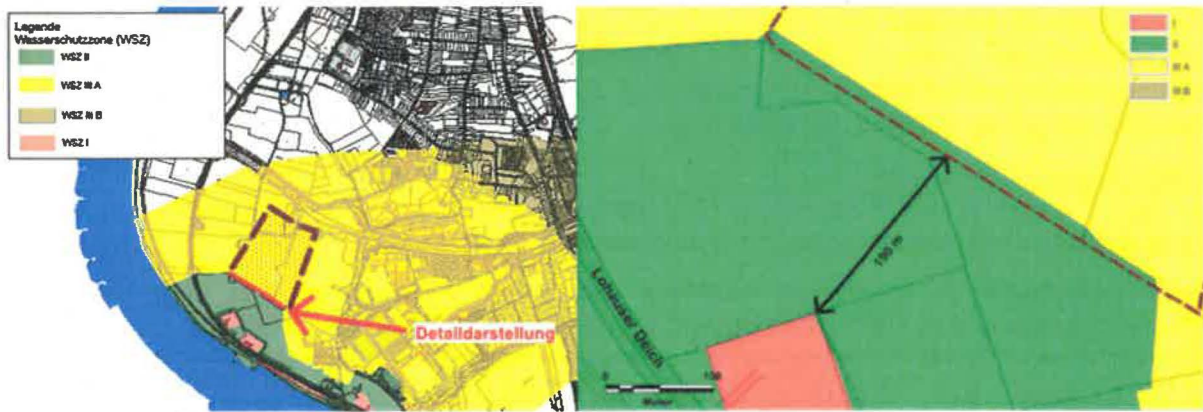 Legende
Wasserschutzzone (WSZ)
WSZ II
WSZ III A
WSZ III B
WSZ I
Detaildarstellung
I
II
III A
III B
190 m
Lohauser Deich
0
100
Meter